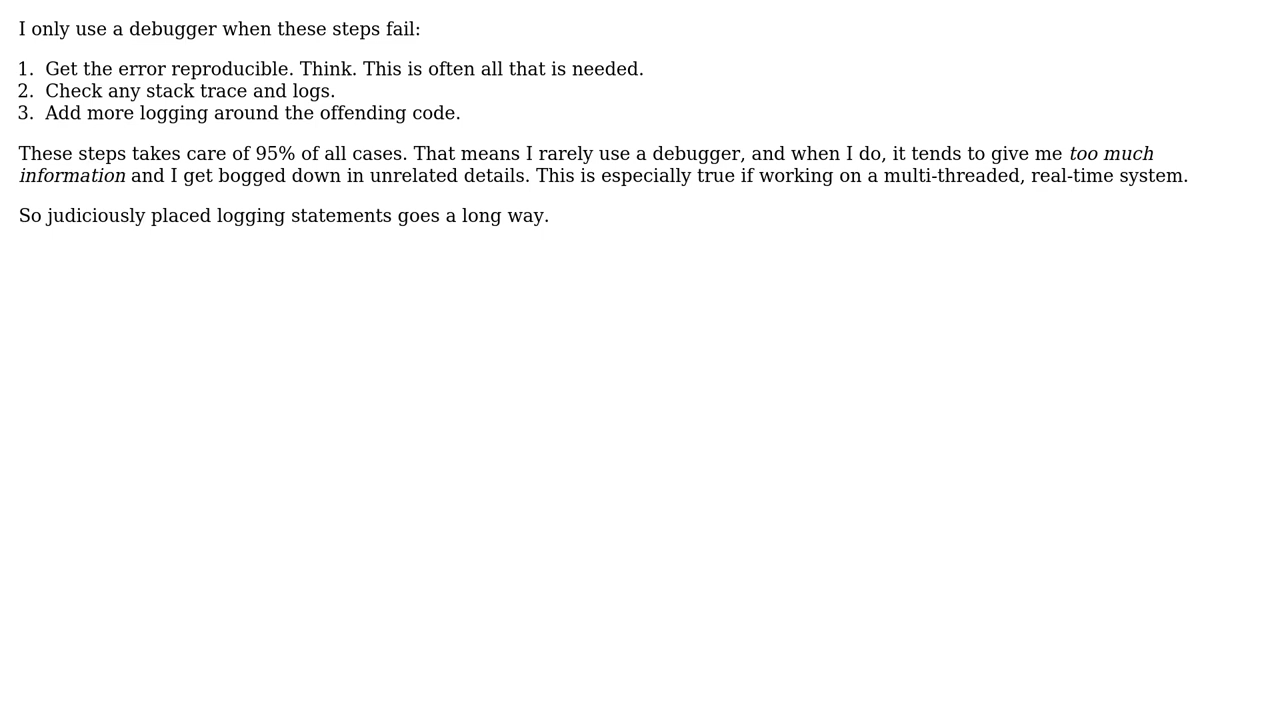 I only use a debugger when these steps fail:
1. Get the error reproducible. Think. This is often all that is needed.
2. Check any stack trace and logs.
3. Add more logging around the offending code.
These steps takes care of 95% of all cases. That means I rarely use a debugger, and when I do, it tends to give me too much
information and I get bogged down in unrelated details. This is especially true if working on a multi-threaded, real-time system.
So judiciously placed logging statements goes a long way.